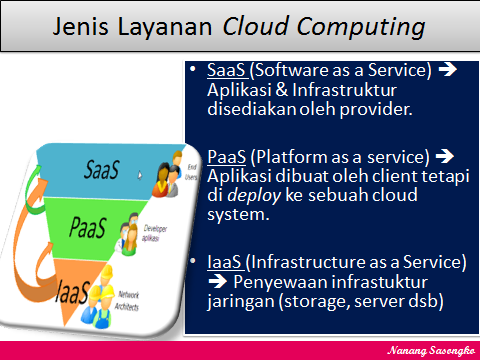 Jenis Layanan Cloud Computing
• SaaS (Software as a Service) ➔
Aplikasi & Infrastruktur
disediakan oleh provider.
PaaS (Platform as a service) ➔
Aplikasi dibuat oleh client tetapi
di deploy ke sebuah cloud
system.
• IaaS (Infrastructure as a Service)
➔ Penyewaan infrastuktur
jaringan (storage, server dsb)
SaaS
End
Users
PaaS
Developer
aplikasi
IaaS
Network
Architects
Nanang Sasongko